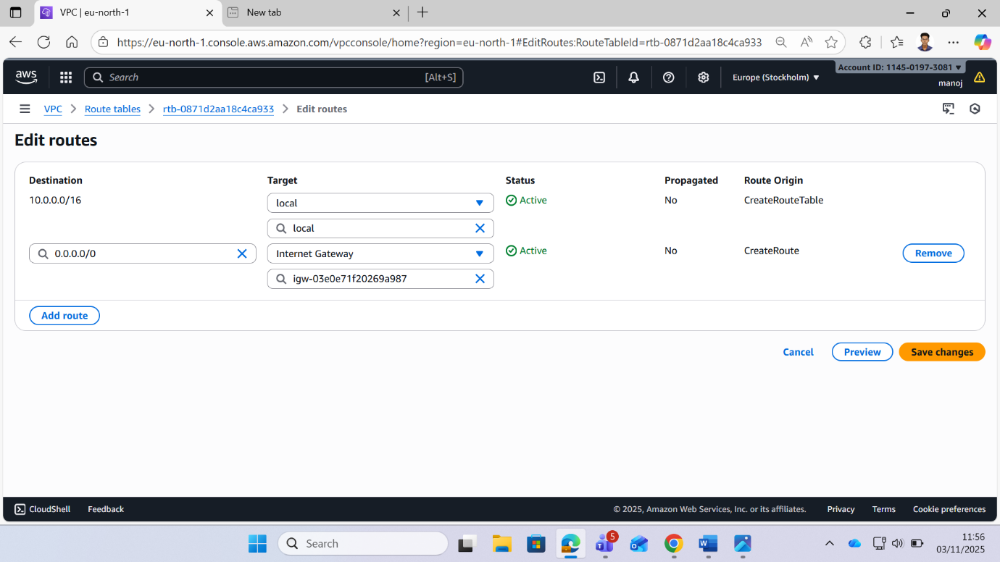 VPC | eu-north-1
New tab
https://eu-north-1.console.aws.amazon.com/vpcconsole/home?region=eu-north-1#EditRoutes:RouteTableId=rtb-0871d2aa18c4ca933
aws
Search [Alt+S]
Europe (Stockholm)
Account ID: 1145-0197-3081
manoj
VPC > Route tables > rtb-0871d2aa18c4ca933 > Edit routes
Edit routes
Destination Target Status Propagated Route Origin
10.0.0.0/16 local Active No CreateRouteTable
local
0.0.0.0/0 Internet Gateway Active No CreateRoute Remove
igw-03e0e71f20269a987
Add route
Cancel Preview Save changes
CloudShell Feedback © 2025, Amazon Web Services, Inc. or its affiliates. Privacy Terms Cookie preferences
Search
5
11:56
03/11/2025